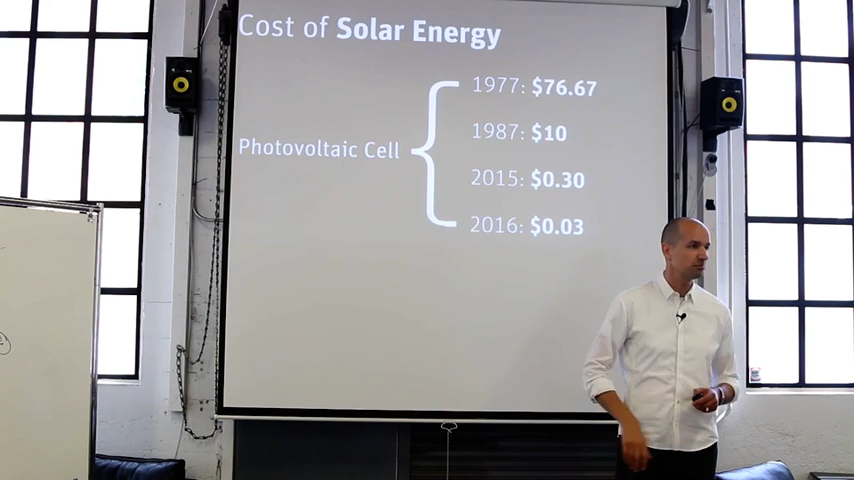 Cost of Solar Energy
Photovoltaic Cell
1977: $76.67
1987: $10
2015: $0.30
2016: $0.03